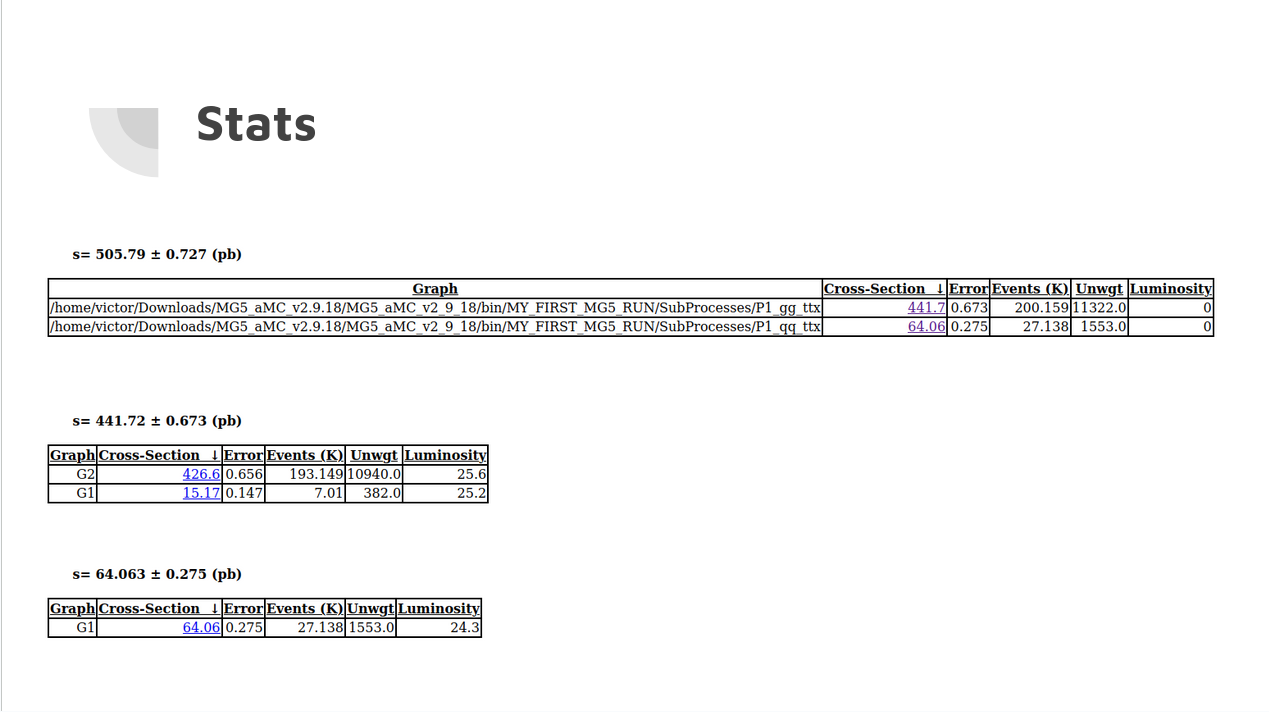 Stats
s= 505.79 ± 0.727 (pb)
Graph Cross-Section ↓ Error Events (K) Unwgt Luminosity
/home/victor/Downloads/MG5_aMC_v2.9.18/MG5_aMC_v2_9_18/bin/MY_FIRST_MG5_RUN/SubProcesses/P1_gg_ttx 441.7 0.673 200.159 11322.0 0
/home/victor/Downloads/MG5_aMC_v2.9.18/MG5_aMC_v2_9_18/bin/MY_FIRST_MG5_RUN/SubProcesses/P1_qq_ttx 64.06 0.275 27.138 1553.0 0
s= 441.72 ± 0.673 (pb)
Graph Cross-Section ↓ Error Events (K) Unwgt Luminosity
G2 426.6 0.656 193.149 10940.0 25.6
G1 15.17 0.147 7.01 382.0 25.2
s= 64.063 ± 0.275 (pb)
Graph Cross-Section ↓ Error Events (K) Unwgt Luminosity
G1 64.06 0.275 27.138 1553.0 24.3